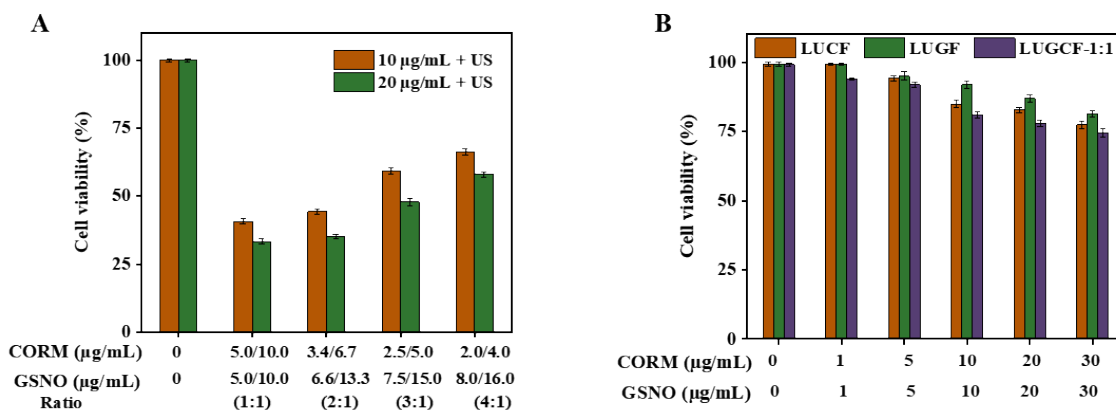 A
10 μg/mL + US
20 μg/mL + US
Cell viability (%)
100
75
50
25
0
CORM (μg/mL) 0 5.0/10.0 3.4/6.7 2.5/5.0 2.0/4.0
GSNO (μg/mL) 0 5.0/10.0 6.6/13.3 7.5/15.0 8.0/16.0
Ratio (1:1) (2:1) (3:1) (4:1)
B
LUCF LUGF LUGCF-1:1
Cell viability (%)
100
75
50
25
0
CORM (μg/mL) 0 1 5 10 20 30
GSNO (μg/mL) 0 1 5 10 20 30